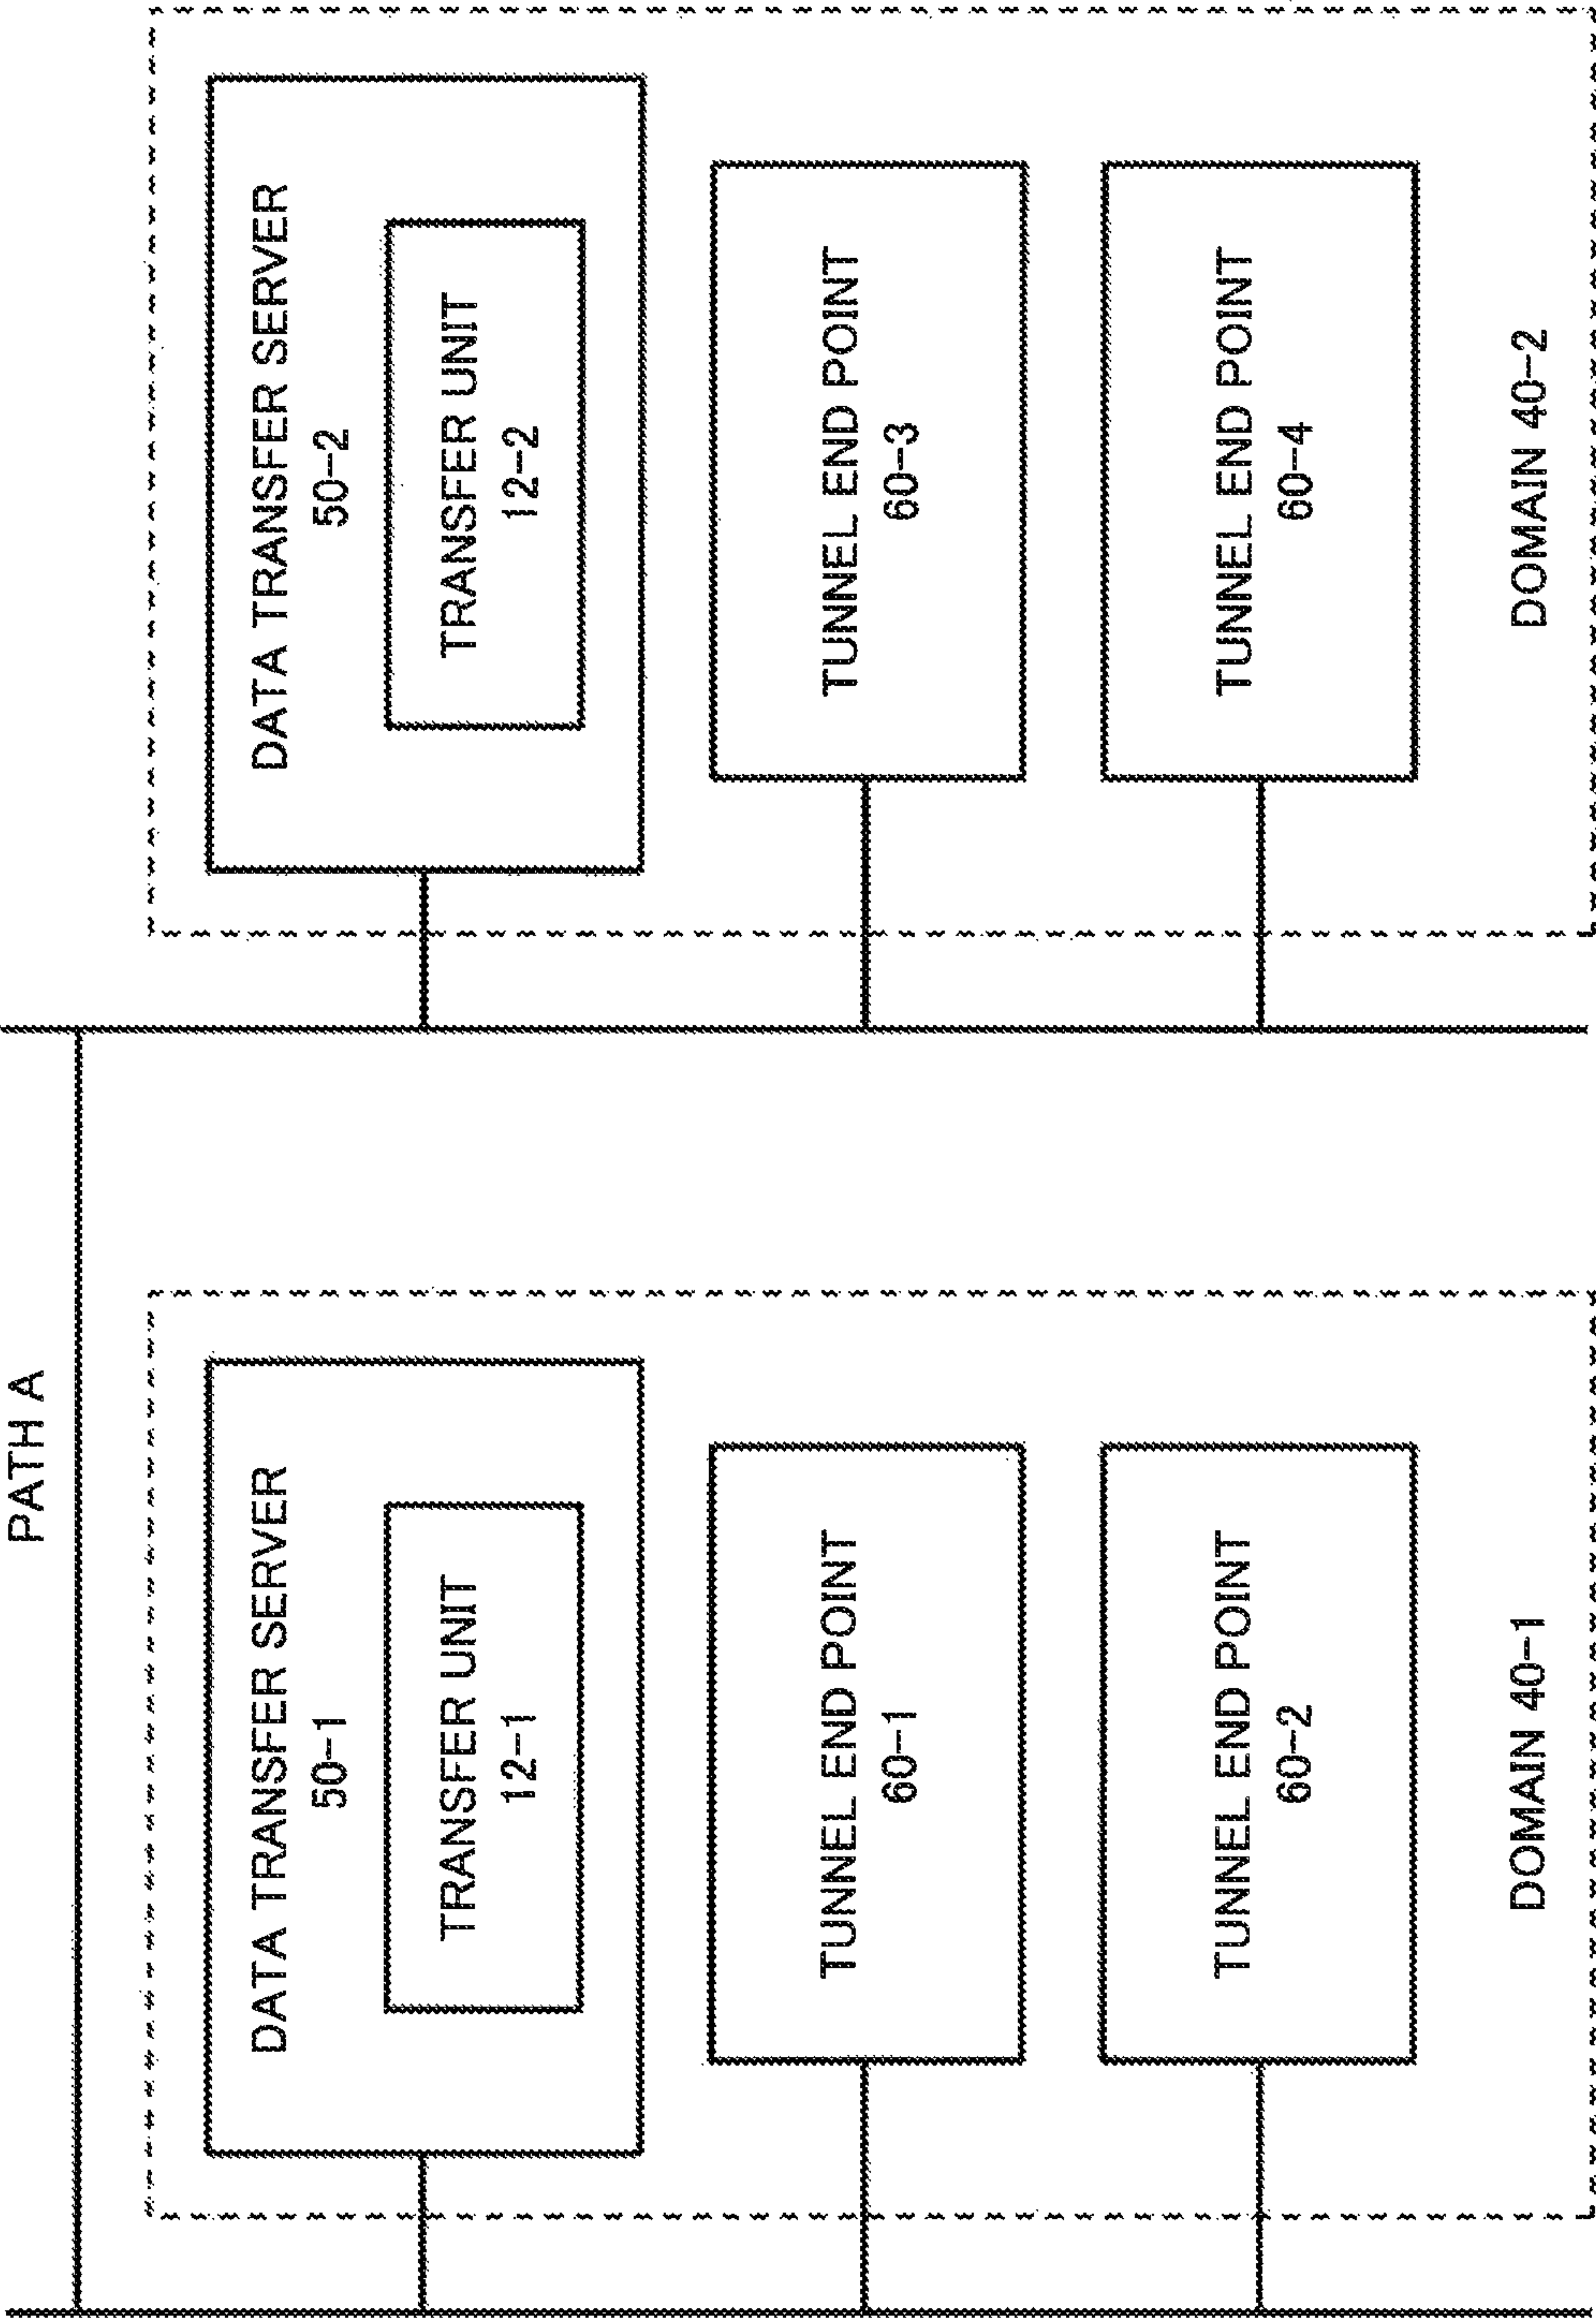 PATH A
DATA TRANSFER SERVER
50-1
TRANSFER UNIT
12-1
TUNNEL END POINT
60-1
TUNNEL END POINT
60-2
DOMAIN 40-1
DATA TRANSFER SERVER
50-2
TRANSFER UNIT
12-2
TUNNEL END POINT
60-3
TUNNEL END POINT
60-4
DOMAIN 40-2